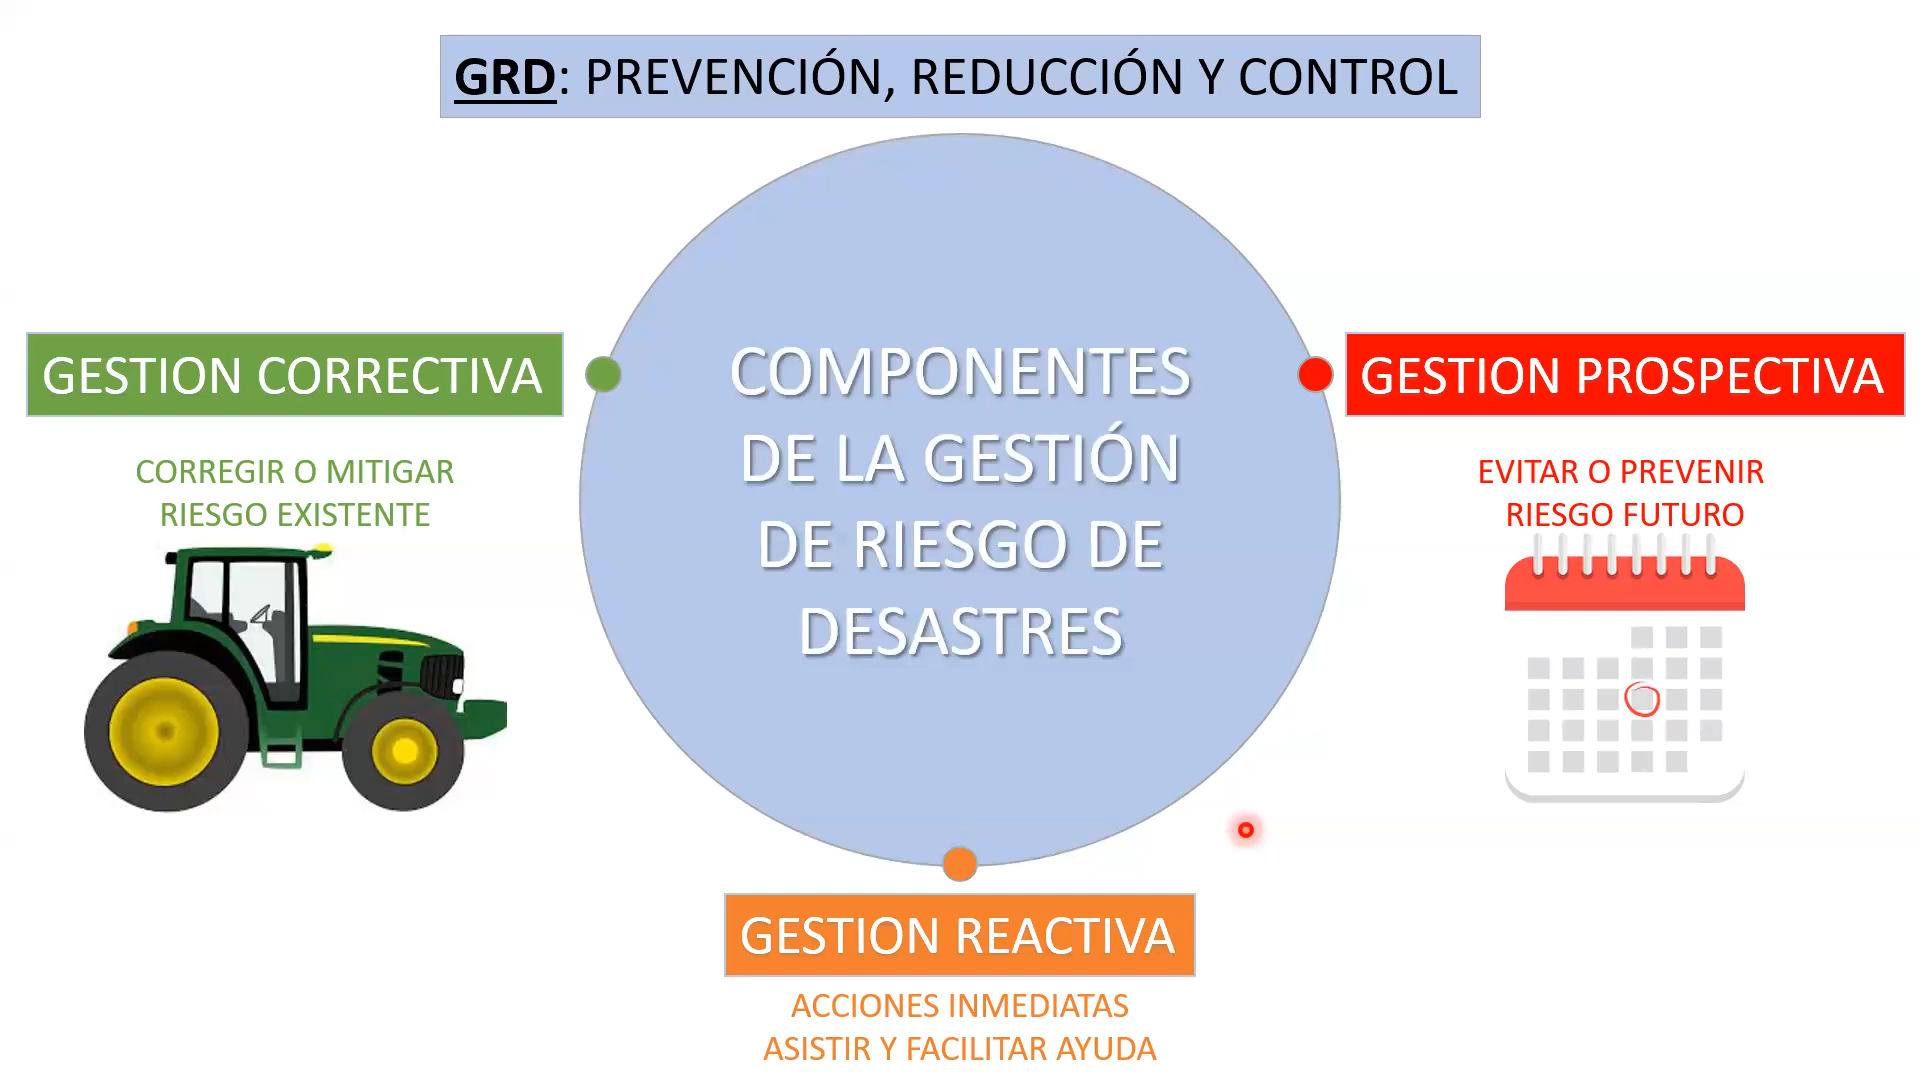 GRD: PREVENCIÓN, REDUCCIÓN Y CONTROL
COMPONENTES
DE LA GESTIÓN
DE RIESGO DE
DESASTRES
GESTION CORRECTIVA
CORREGIR O MITIGAR
RIESGO EXISTENTE
GESTION PROSPECTIVA
EVITAR O PREVENIR
RIESGO FUTURO
GESTION REACTIVA
ACCIONES INMEDIATAS
ASISTIR Y FACILITAR AYUDA